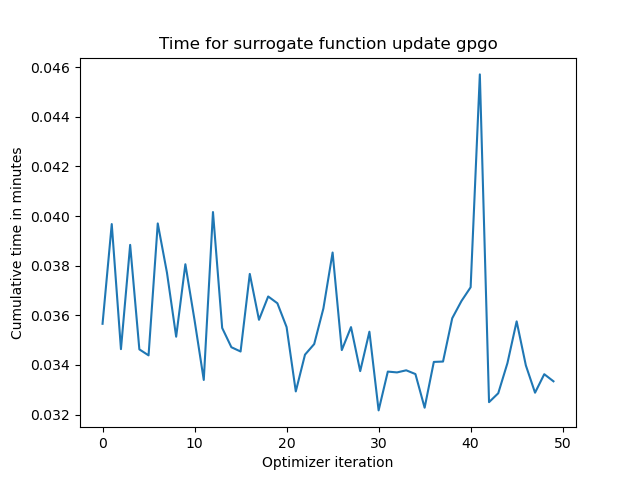 Time for surrogate function update gpgo
0.046
0.044
0.042
0.040
0.038
0.036
0.034
0.032
Cumulative time in minutes
0 10 20 30 40 50
Optimizer iteration